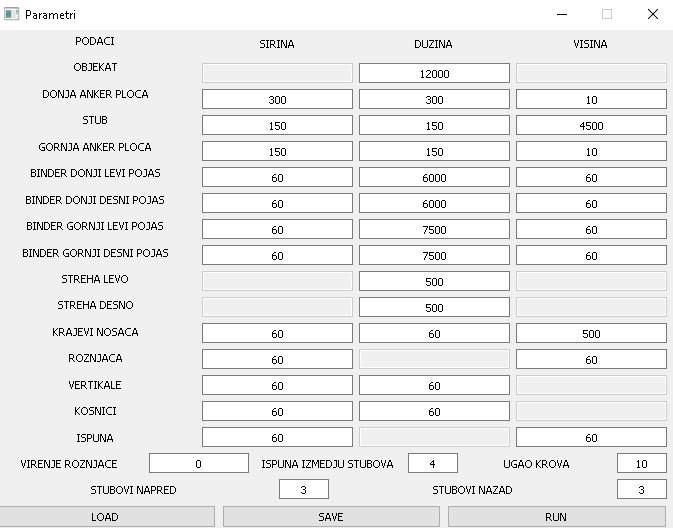 Parametri
PODACI SIRINA DUZINA VISINA
OBJEKAT 12000
DONJA ANKER PLOCA 300 300 10
STUB 150 150 4500
GORNJA ANKER PLOCA 150 150 10
BINDER DONJI LEVI POJAS 60 6000 60
BINDER DONJI DESNI POJAS 60 6000 60
BINDER GORNJI LEVI POJAS 60 7500 60
BINDER GORNJI DESNI POJAS 60 7500 60
STREHA LEVO 500
STREHA DESNO 500
KRAJEVI NOSACA 60 60 500
ROZNJACA 60 60
VERTIKALE 60 60
KOSNICI 60 60
ISPUNA 60 60
VIRENJE ROZNJACE 0 ISPUNA IZMEDJU STUBOVA 4 UGAO KROVA 10
STUBOVI NAPRED 3 STUBOVI NAZAD 3
LOAD SAVE RUN